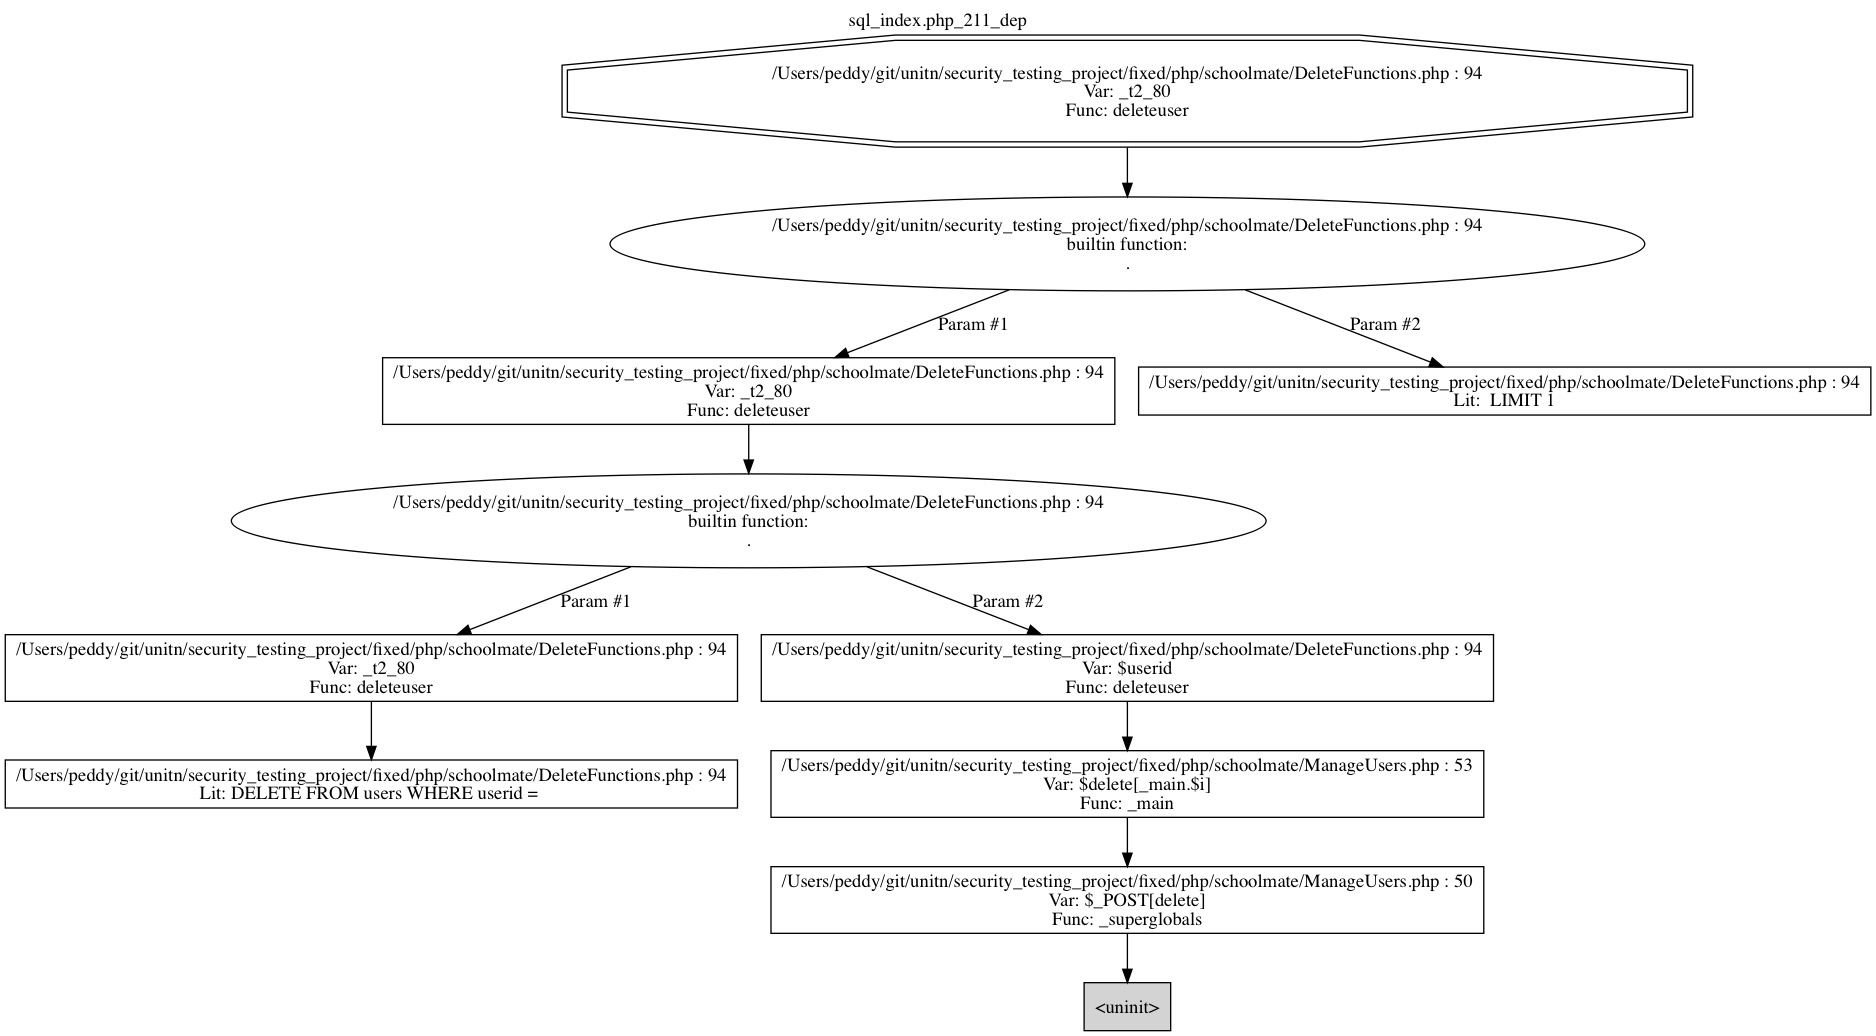 sql_index.php_211_dep
/Users/peddy/git/unitn/security_testing_project/fixed/php/schoolmate/DeleteFunctions.php : 94
Var: _t2_80
Func: deleteuser
/Users/peddy/git/unitn/security_testing_project/fixed/php/schoolmate/DeleteFunctions.php : 94
builtin function:
.
Param #1
Param #2
/Users/peddy/git/unitn/security_testing_project/fixed/php/schoolmate/DeleteFunctions.php : 94
Var: _t2_80
Func: deleteuser
/Users/peddy/git/unitn/security_testing_project/fixed/php/schoolmate/DeleteFunctions.php : 94
Lit:  LIMIT 1
/Users/peddy/git/unitn/security_testing_project/fixed/php/schoolmate/DeleteFunctions.php : 94
builtin function:
.
Param #1
Param #2
/Users/peddy/git/unitn/security_testing_project/fixed/php/schoolmate/DeleteFunctions.php : 94
Var: _t2_80
Func: deleteuser
/Users/peddy/git/unitn/security_testing_project/fixed/php/schoolmate/DeleteFunctions.php : 94
Var: $userid
Func: deleteuser
/Users/peddy/git/unitn/security_testing_project/fixed/php/schoolmate/DeleteFunctions.php : 94
Lit: DELETE FROM users WHERE userid =
/Users/peddy/git/unitn/security_testing_project/fixed/php/schoolmate/ManageUsers.php : 53
Var: $delete[_main.$i]
Func: _main
/Users/peddy/git/unitn/security_testing_project/fixed/php/schoolmate/ManageUsers.php : 50
Var: $_POST[delete]
Func: _superglobals
<uninit>